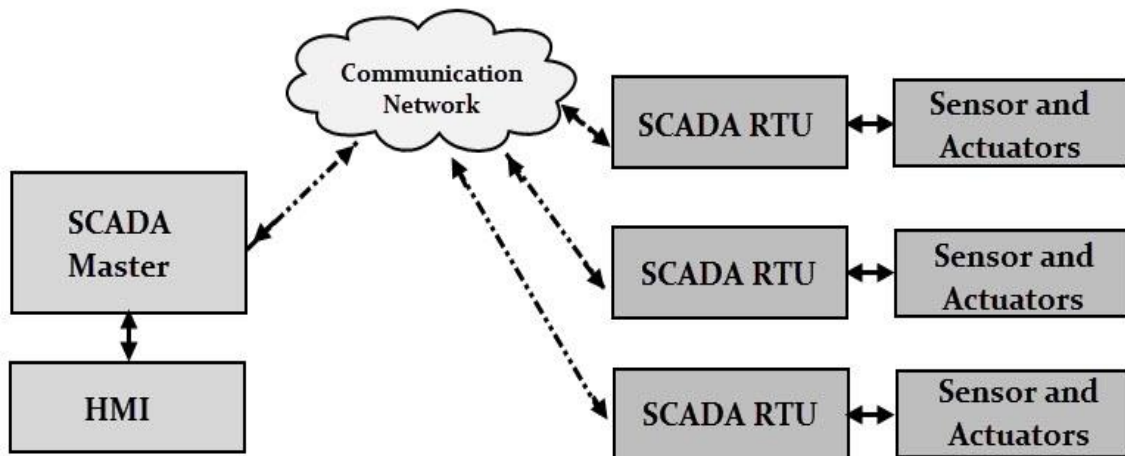 Communication
Network
SCADA RTU
Sensor and
Actuators
SCADA
Master
SCADA RTU
Sensor and
Actuators
HMI
SCADA RTU
Sensor and
Actuators